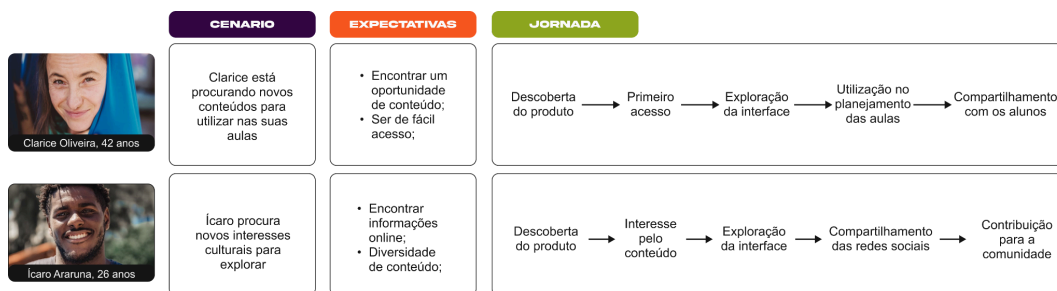 CENARIO
EXPECTATIVAS
JORNADA
Clarice Oliveira, 42 anos
Clarice está
procurando novos
conteúdos para
utilizar nas suas
aulas
• Encontrar um
oportunidade
de conteúdo;
• Ser de fácil
acesso;
Descoberta
do produto
Primeiro
acesso
Exploração
da interface
Utilização no
planejamento
das aulas
Compartilhamento
com os alunos
Ícaro Araruna, 26 anos
Ícaro procura
novos interesses
culturais para
explorar
• Encontrar
informações
online;
• Diversidade
de conteúdo;
Descoberta
do produto
Interesse
pelo
conteúdo
Exploração
da interface
Compartilhamento
das redes sociais
Contribuição
para a
comunidade